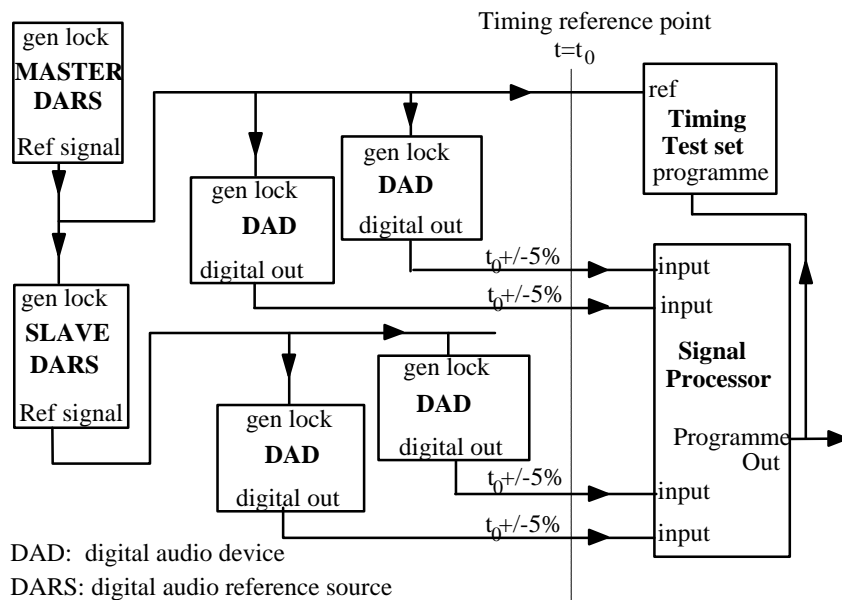 Timing reference point
t=t0
gen lock
MASTER
DARS
Ref signal
gen lock
DAD
digital out
gen lock
DAD
digital out
ref
Timing
Test set
programme
t0+/-5%
t0+/-5%
gen lock
SLAVE
DARS
Ref signal
gen lock
DAD
digital out
gen lock
DAD
digital out
t0+/-5%
t0+/-5%
input
input
Signal
Processor
Programme
Out
input
input
DAD: digital audio device
DARS: digital audio reference source